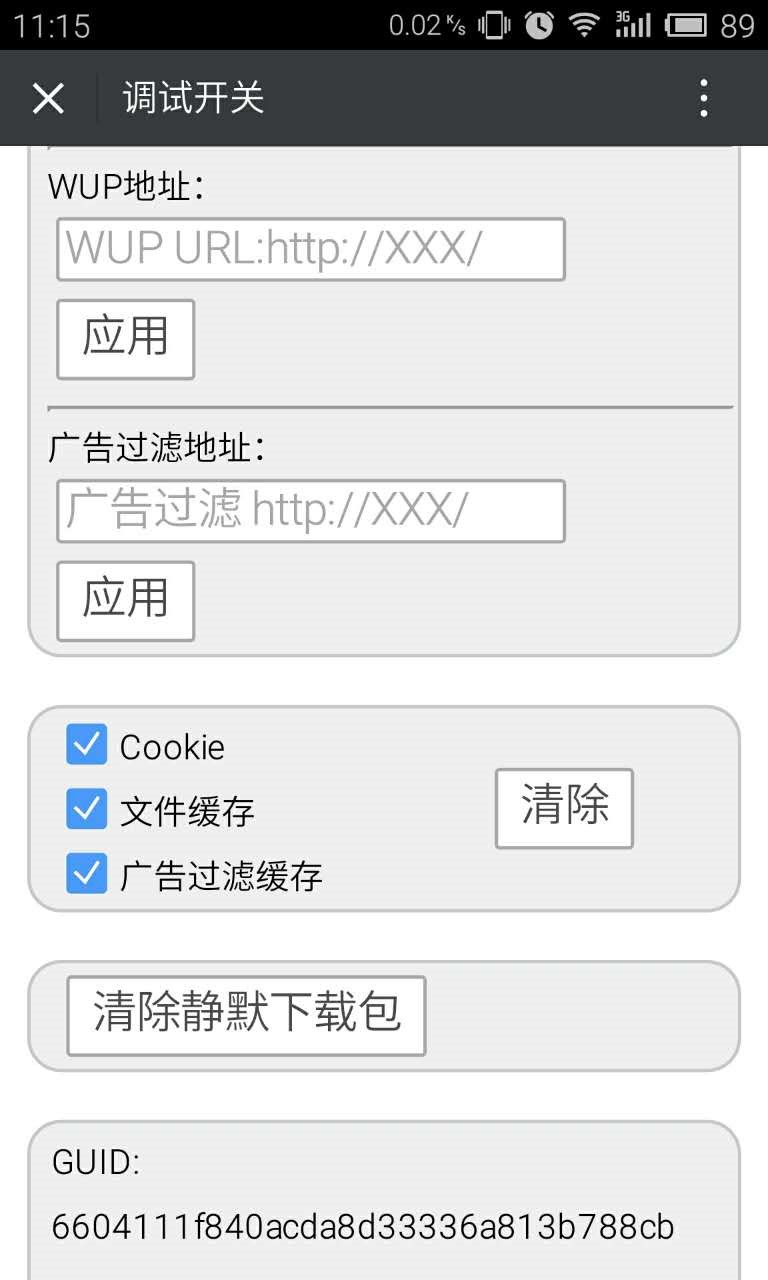 11:15 0.02 K/s 3G 89
调试开关
WUP地址：
WUP URL:http://XXX/
应用
广告过滤地址：
广告过滤 http://XXX/
应用
Cookie
文件缓存
清除
广告过滤缓存
清除静默下载包
GUID:
6604111f840acda8d33336a813b788cb